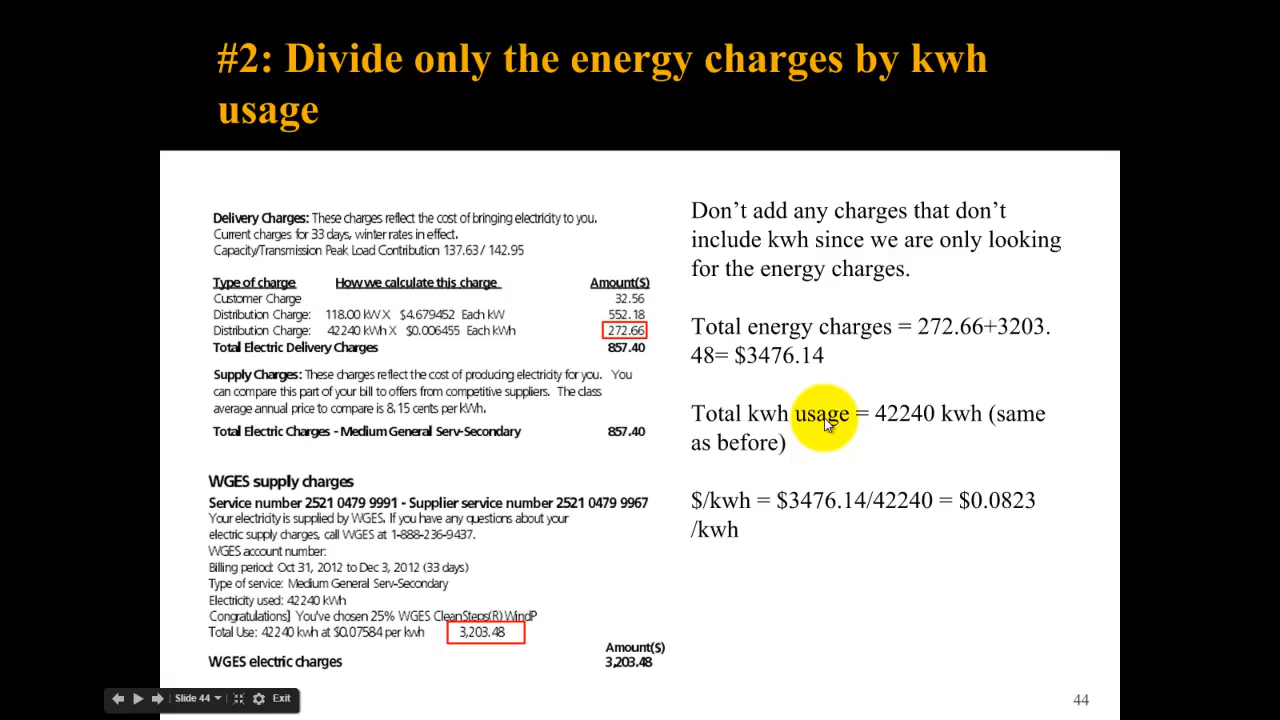 #2: Divide only the energy charges by kwh
usage
Delivery Charges: These charges reflect the cost of bringing electricity to you.
Current charges for 33 days, winter rates in effect.
Capacity/Transmission Peak Load Contribution 137.63 / 142.95
Type of charge How we calculate this charge Amount($)
Customer Charge 32.56
Distribution Charge: 118.00 kW X $4.679452 Each kW 552.18
Distribution Charge: 42240 kWh X $0.006455 Each kWh 272.66
Total Electric Delivery Charges 857.40
Supply Charges: These charges reflect the cost of producing electricity for you. You
can compare this part of your bill to offers from competitive suppliers. The class
average annual price to compare is 8.15 cents per kWh.
Total Electric Charges - Medium General Serv-Secondary 857.40
WGES supply charges
Service number 2521 0479 9991 - Supplier service number 2521 0479 9967
Your electricity is supplied by WGES. If you have any questions about your
electric supply charges, call WGES at 1-888-236-9437.
WGES account number:
Billing period: Oct 31, 2012 to Dec 3, 2012 (33 days)
Type of service: Medium General Serv-Secondary
Electricity used: 42240 kWh
Congratulations] You've chosen 25% WGES CleanSteps(R) WindP
Total Use: 42240 kwh at $0.07584 per kwh 3,203.48
Amount($)
WGES electric charges 3,203.48
Don't add any charges that don't
include kwh since we are only looking
for the energy charges.
Total energy charges = 272.66+3203.
48= $3476.14
Total kwh usage = 42240 kwh (same
as before)
$/kwh = $3476.14/42240 = $0.0823
/kwh
Slide 44 Exit
44